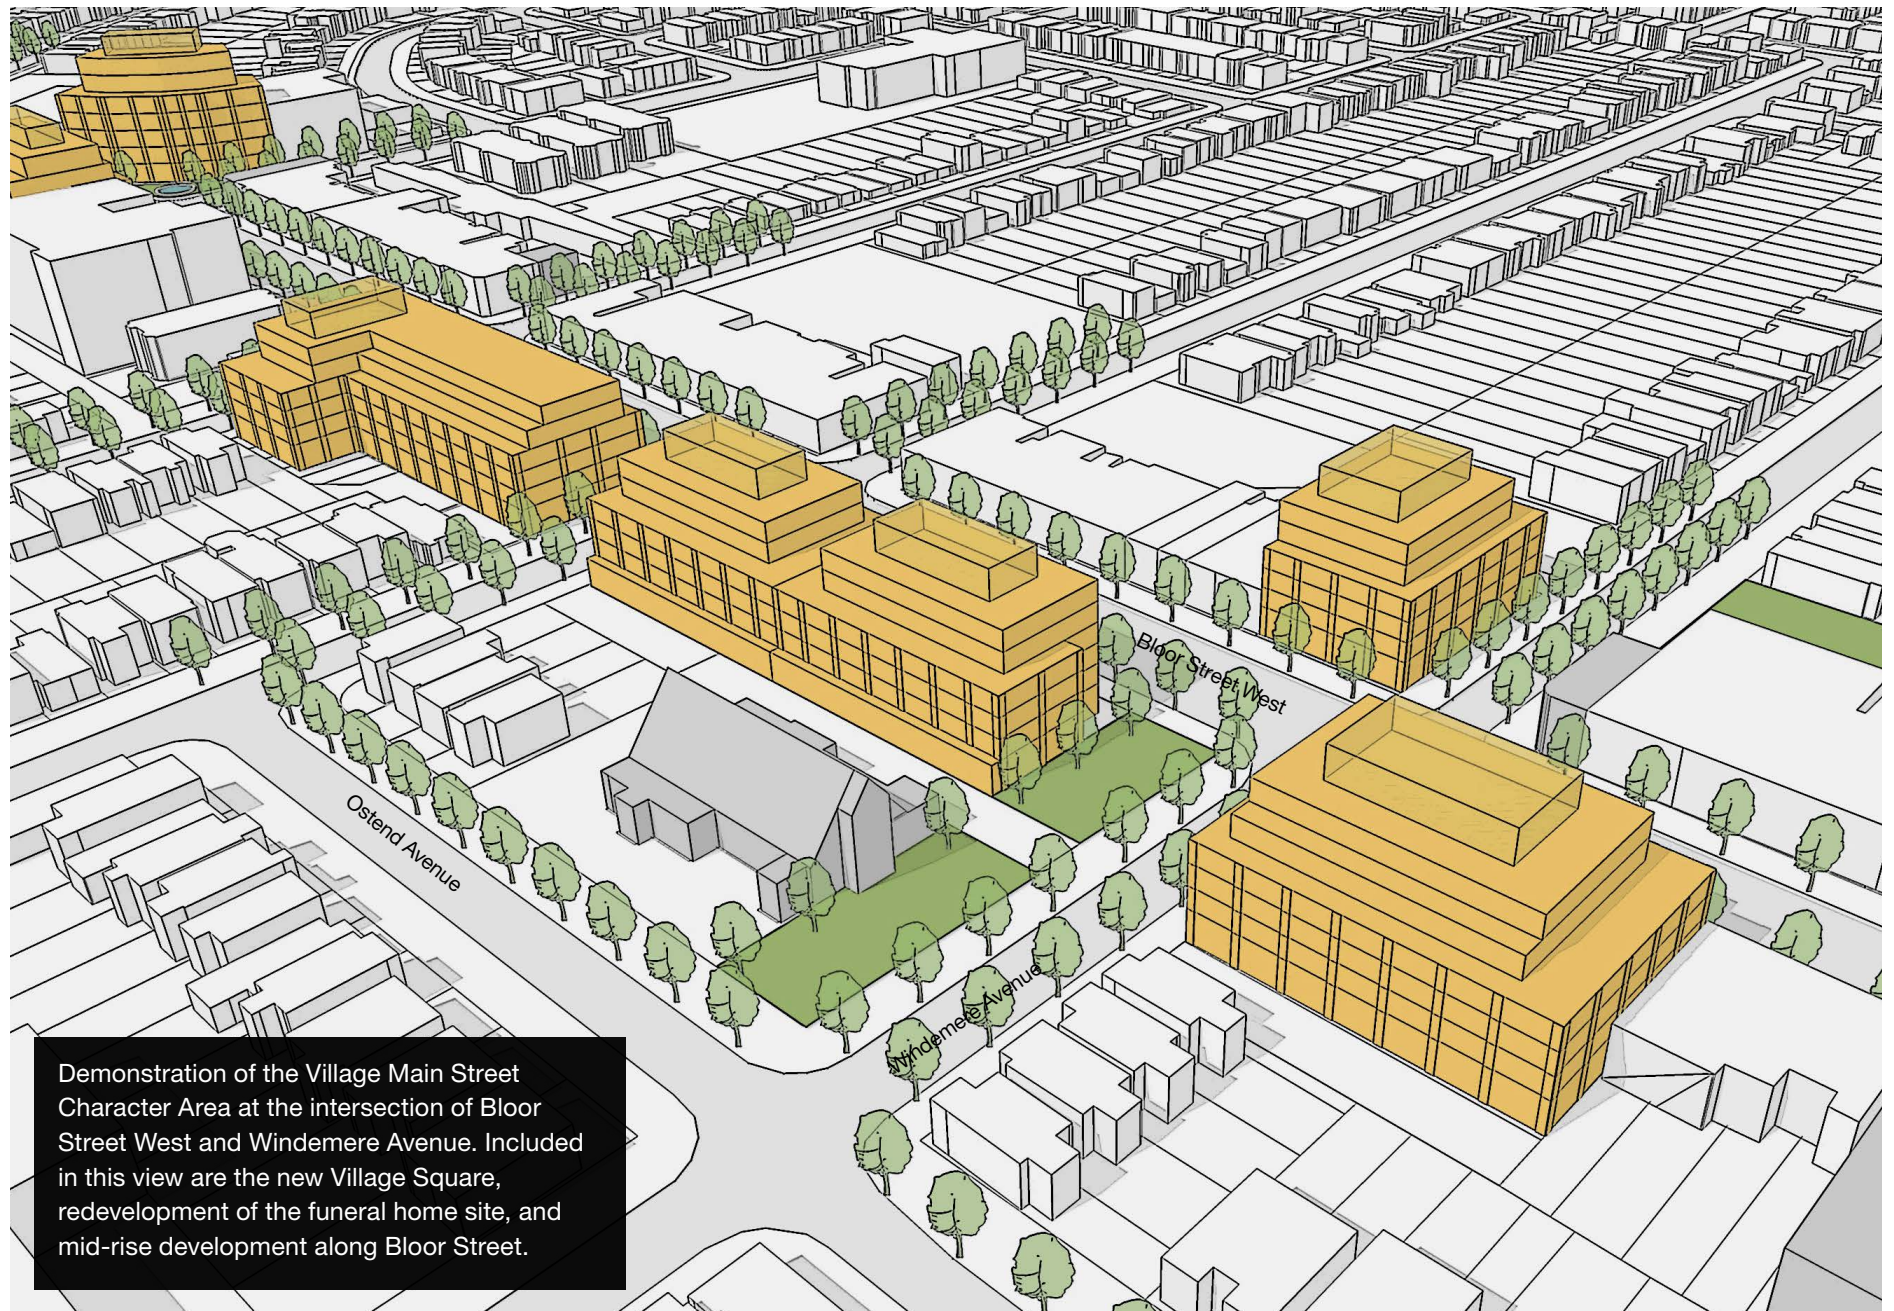 Bloor Street West
Ostend Avenue
Windemere Avenue
Demonstration of the Village Main Street
Character Area at the intersection of Bloor
Street West and Windemere Avenue. Included
in this view are the new Village Square,
redevelopment of the funeral home site, and
mid-rise development along Bloor Street.